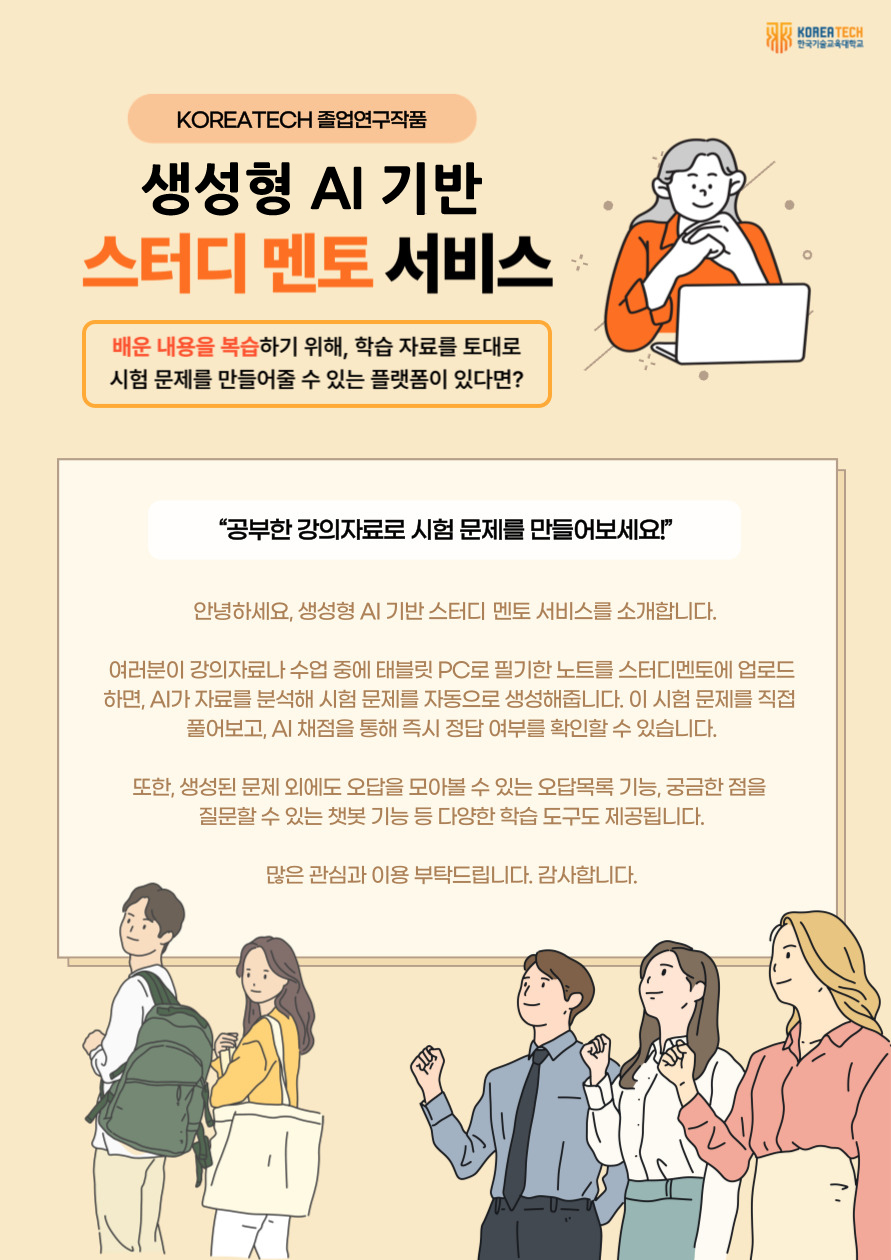 KOREATECH
한국기술교육대학교
KOREATECH 졸업연구작품
생성형 AI 기반
스터디 멘토 서비스
배운 내용을 복습하기 위해, 학습 자료를 토대로
시험 문제를 만들어줄 수 있는 플랫폼이 있다면?
“공부한 강의자료로 시험 문제를 만들어보세요!”
안녕하세요, 생성형 AI 기반 스터디 멘토 서비스를 소개합니다.
여러분이 강의자료나 수업 중에 태블릿 PC로 필기한 노트를 스터디멘토에 업로드
하면, AI가 자료를 분석해 시험 문제를 자동으로 생성해줍니다. 이 시험 문제를 직접
풀어보고, AI 채점을 통해 즉시 정답 여부를 확인할 수 있습니다.
또한, 생성된 문제 외에도 오답을 모아볼 수 있는 오답목록 기능, 궁금한 점을
질문할 수 있는 챗봇 기능 등 다양한 학습 도구도 제공됩니다.
많은 관심과 이용 부탁드립니다. 감사합니다.